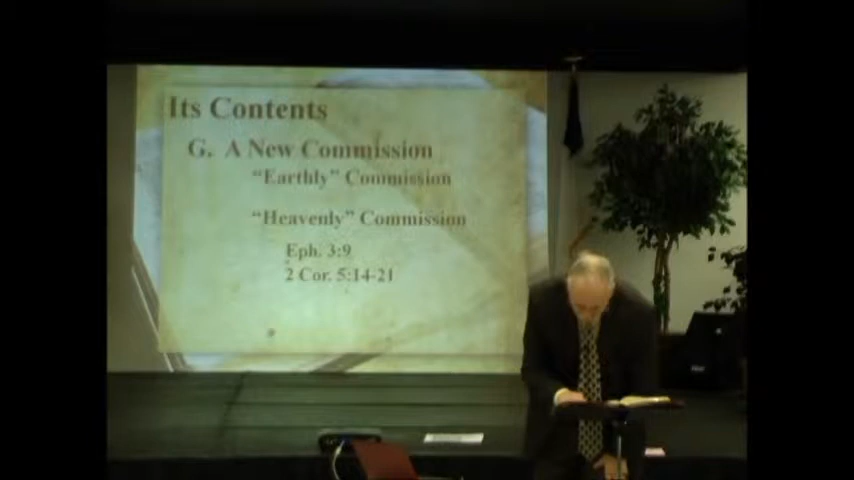 Its Contents
G. A New Commission
“Earthly” Commission
“Heavenly” Commission
Eph. 3:9
2 Cor. 5:14-21